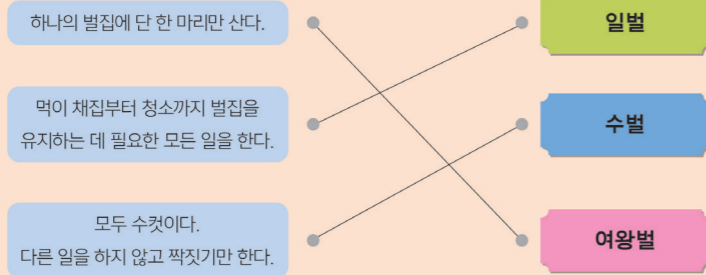 하나의 벌집에 단 한 마리만 산다.
일벌
먹이 채집부터 청소까지 벌집을
유지하는 데 필요한 모든 일을 한다.
수벌
모두 수컷이다.
다른 일을 하지 않고 짝짓기만 한다.
여왕벌